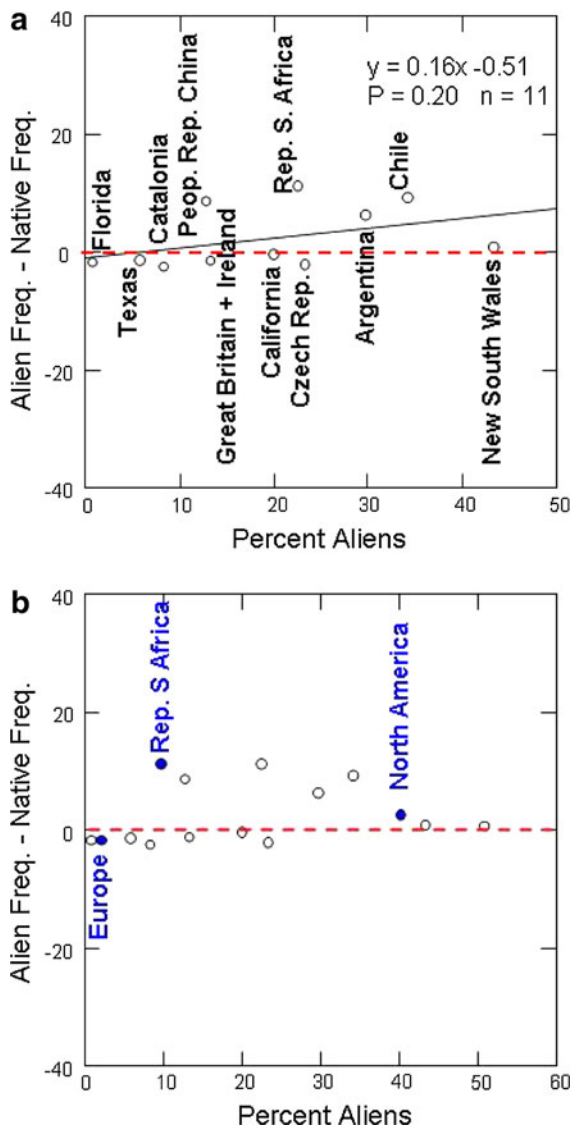 a
40
20
0
-20
-40
Alien Freq. - Native Freq.
y = 0.16x -0.51
P = 0.20 n = 11
Florida
Texas
Catalonia
Peop. Rep. China
Great Britain + Ireland
California
Rep. S. Africa
Czech Rep.
Argentina
Chile
New South Wales
0 10 20 30 40 50
Percent Aliens
b
40
20
0
-20
-40
Alien Freq. - Native Freq.
Europe
Rep. S Africa
North America
0 10 20 30 40 50 60
Percent Aliens